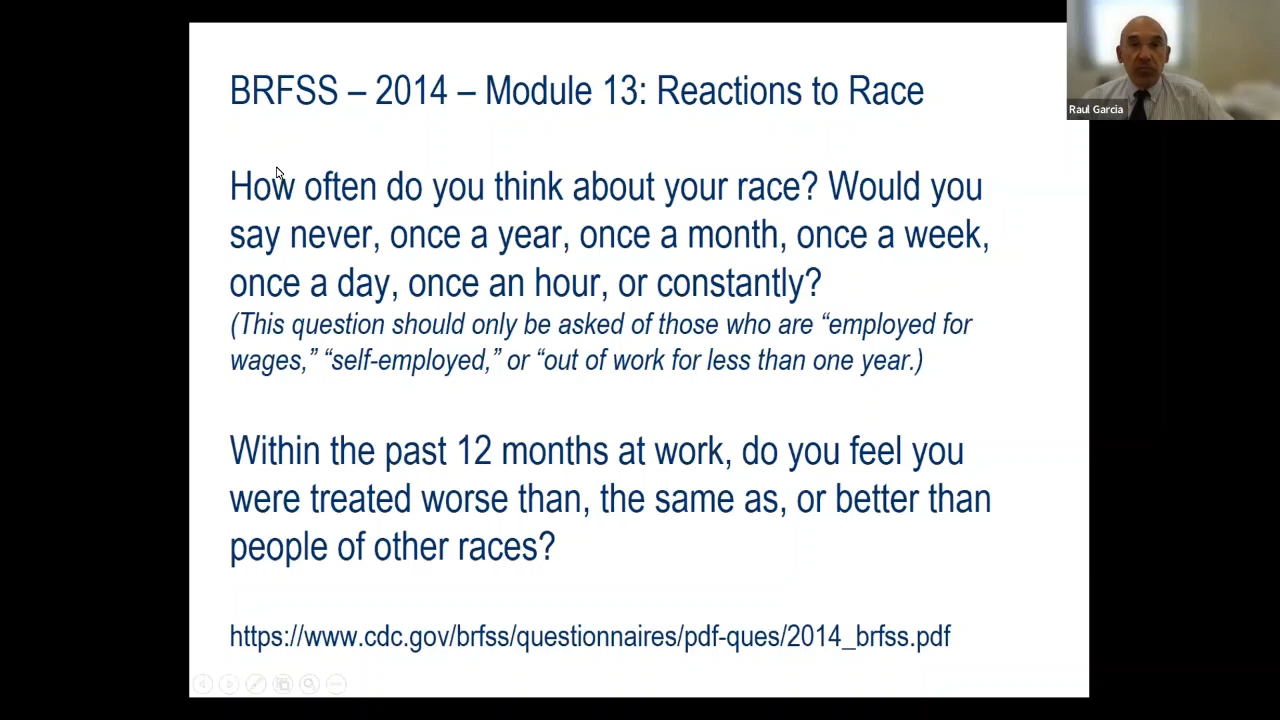 BRFSS – 2014 – Module 13: Reactions to Race
Raul Garcia
How often do you think about your race? Would you
say never, once a year, once a month, once a week,
once a day, once an hour, or constantly?
(This question should only be asked of those who are “employed for
wages,” “self-employed,” or “out of work for less than one year.)
Within the past 12 months at work, do you feel you
were treated worse than, the same as, or better than
people of other races?
https://www.cdc.gov/brfss/questionnaires/pdf-ques/2014_brfss.pdf